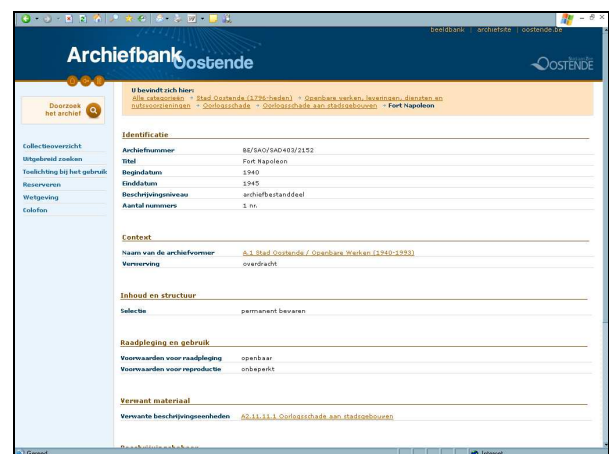 beeldbank | archiefsite | oostende.be
Archiefbank
Oostende
OOSTENDE
Doorzoek
het archief
Collectieoverzicht
Uitgebreid zoeken
Toelichting bij het gebruik
Reserveren
Wetgeving
Colofon
U bevindt zich hier:
Alle categorieën Stad Oostende (1796-heden) Openbare werken, leveringen, diensten en
nutsvoorzieningen Oorlogsschade Oorlogsschade aan stadsgebouwen Fort Napoleon
Identificatie
Archiefnummer BE/SAO/SAD403/2152
Titel Fort Napoleon
Begindatum 1940
Einddatum 1945
Beschrijvingsniveau archiefbestanddeel
Aantal nummers 1 nr.
Context
Naam van de archiefvormer A.1 Stad Oostende / Openbare Werken (1940-1993)
Verwerving overdracht
Inhoud en structuur
Selectie permanent bewaren
Raadpleging en gebruik
Voorwaarden voor raadpleging openbaar
Voorwaarden voor reproductie onbeperkt
Verwant materiaal
Verwante beschrijvingseenheden A2.11.11.1 Oorlogsschade aan stadsgebouwen
Gereed Internet